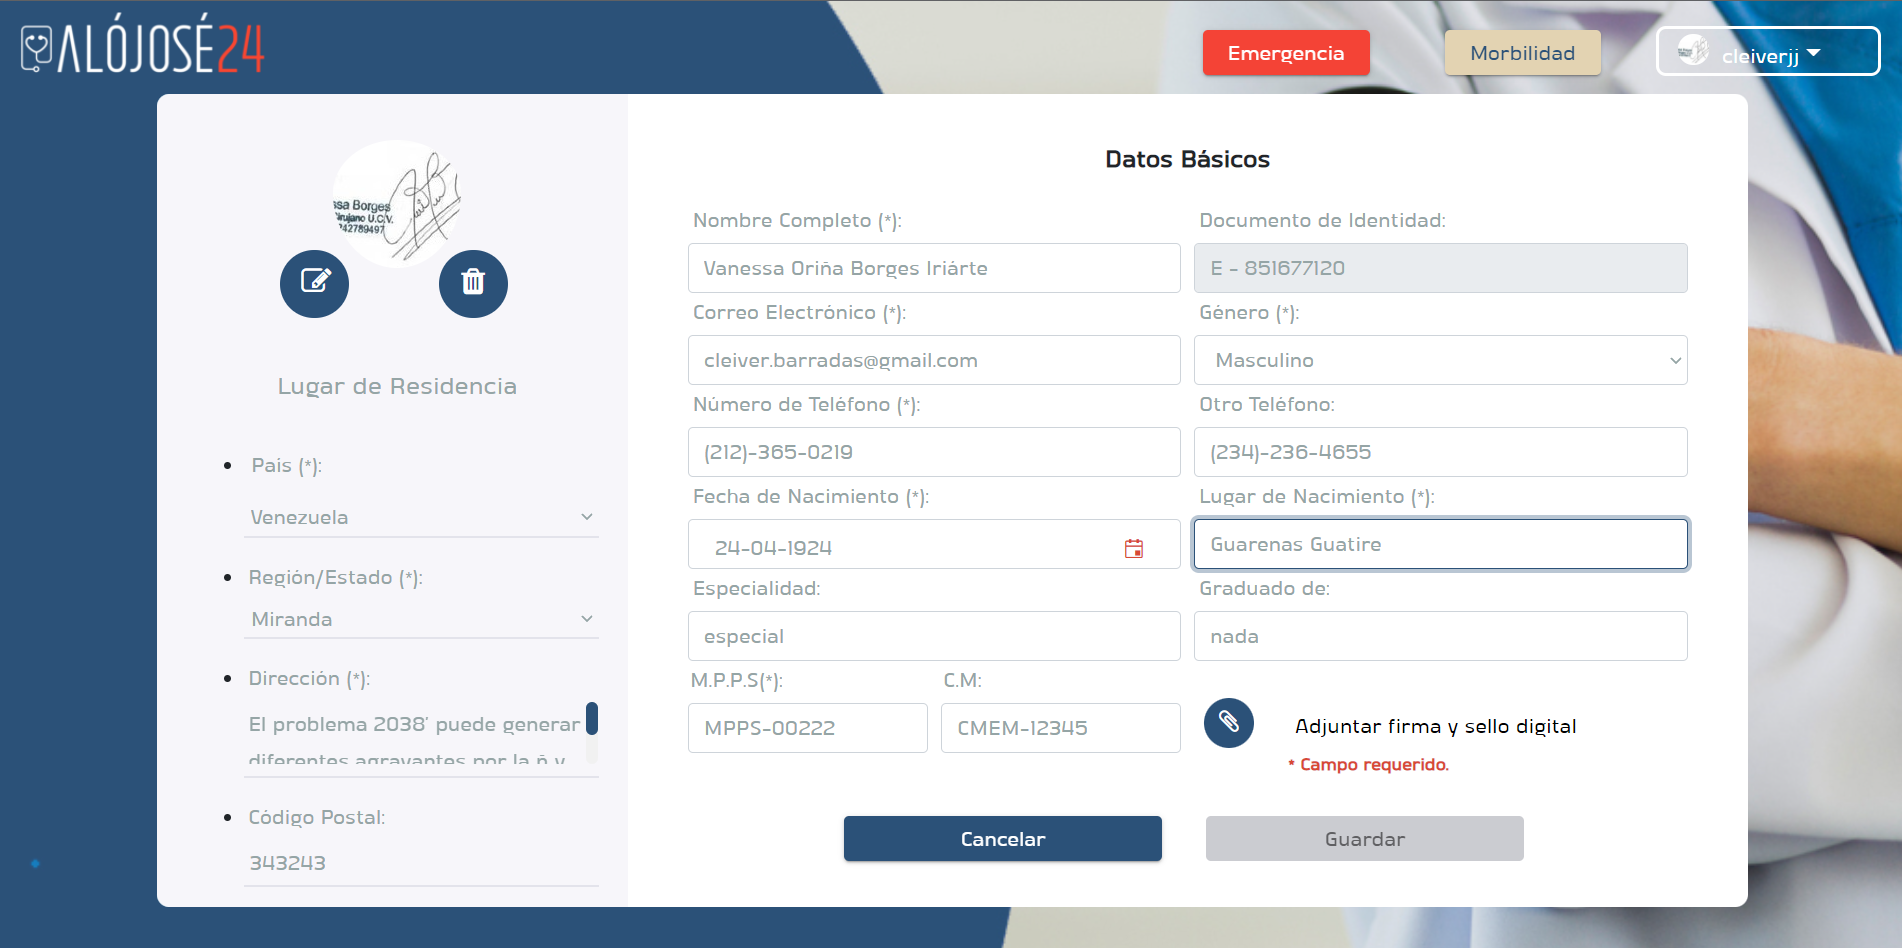 ALÓJOSÉ24
Emergencia
Morbilidad
cleiverjj
ssa Borges
irujano U.C.V.
742789497
Lugar de Residencia
País (*):
Venezuela
Región/Estado (*):
Miranda
Dirección (*):
El problema 2038' puede generar
diferentes agravantes por la ñ y
Código Postal:
343243
Datos Básicos
Nombre Completo (*):
Documento de Identidad:
Vanessa Oriña Borges Iriárte
E - 851677120
Correo Electrónico (*):
Género (*):
cleiver.barradas@gmail.com
Masculino
Número de Teléfono (*):
Otro Teléfono:
(212)-365-0219
(234)-236-4655
Fecha de Nacimiento (*):
Lugar de Nacimiento (*):
24-04-1924
Guarenas Guatire
Especialidad:
Graduado de:
especial
nada
M.P.P.S(*):
C.M:
MPPS-00222
CMEM-12345
Adjuntar firma y sello digital
* Campo requerido.
Cancelar
Guardar